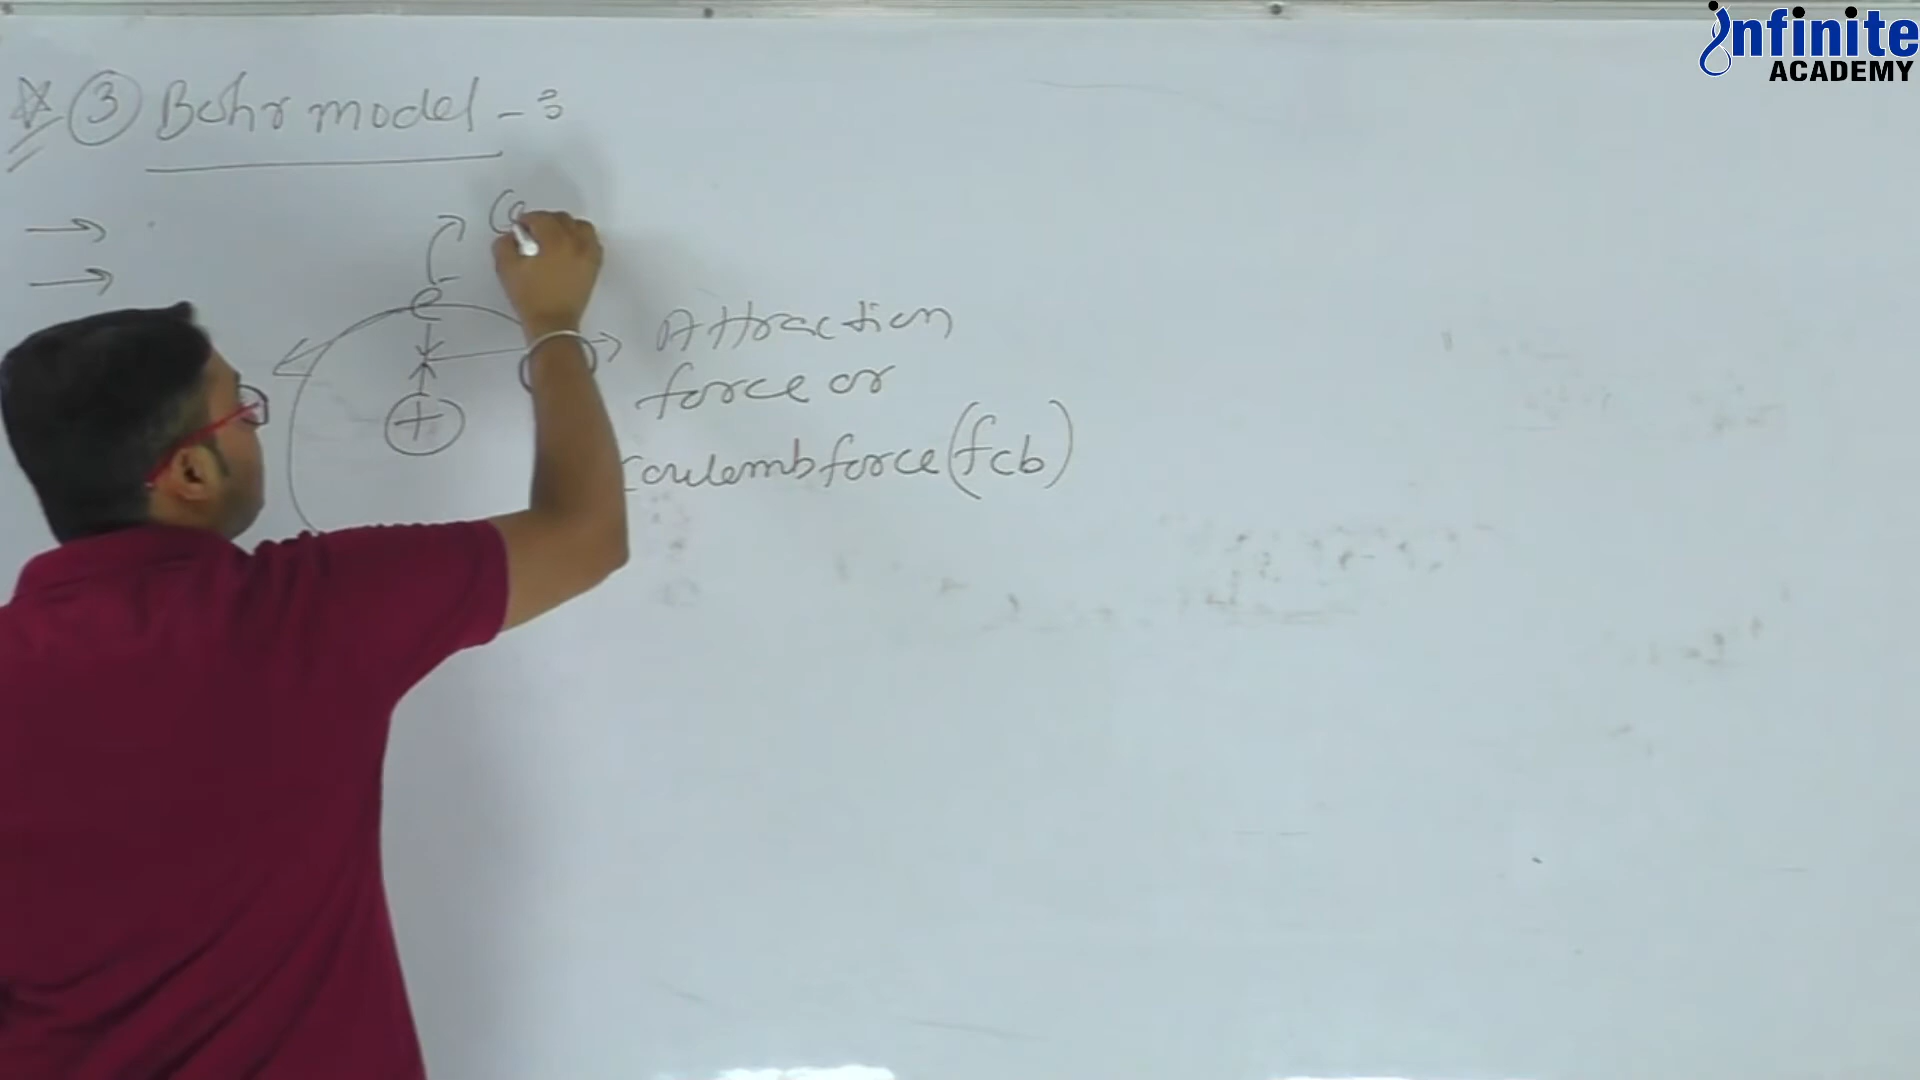 infinite
ACADEMY
③ Bohr model -:
e
Attraction
force or
coulomb force (fcb)
+